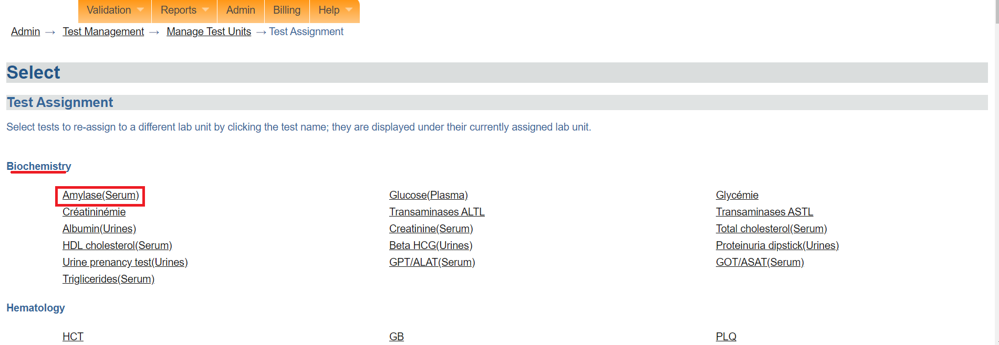 Validation Reports Admin Billing Help
Admin → Test Management → Manage Test Units → Test Assignment
Select
Test Assignment
Select tests to re-assign to a different lab unit by clicking the test name; they are displayed under their currently assigned lab unit.
Biochemistry
Amylase(Serum) Glucose(Plasma) Glycémie
Créatininémie Transaminases ALTL Transaminases ASTL
Albumin(Urines) Creatinine(Serum) Total cholesterol(Serum)
HDL cholesterol(Serum) Beta HCG(Urines) Proteinuria dipstick(Urines)
Urine prenancy test(Urines) GPT/ALAT(Serum) GOT/ASAT(Serum)
Triglicerides(Serum)
Hematology
HCT GB PLQ